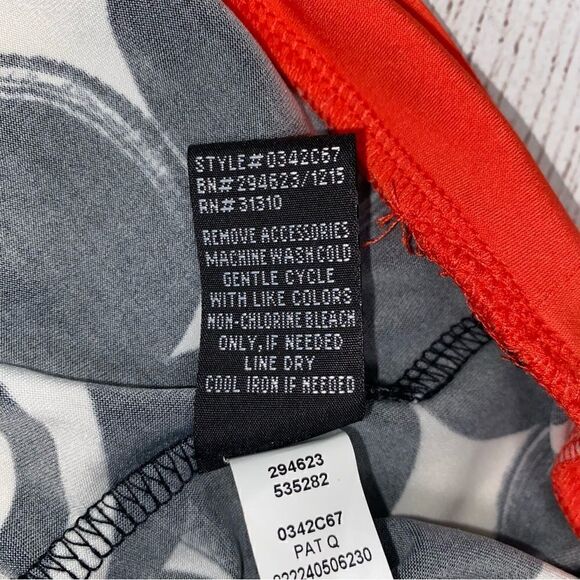 STYLE# 0342C67
BN# 294623/1215
RN# 31310
REMOVE ACCESSORIES
MACHINE WASH COLD
GENTLE CYCLE
WITH LIKE COLORS
NON-CHLORINE BLEACH
ONLY, IF NEEDED
LINE DRY
COOL IRON IF NEEDED
294623
535282
0342C67
PAT Q
022240506230